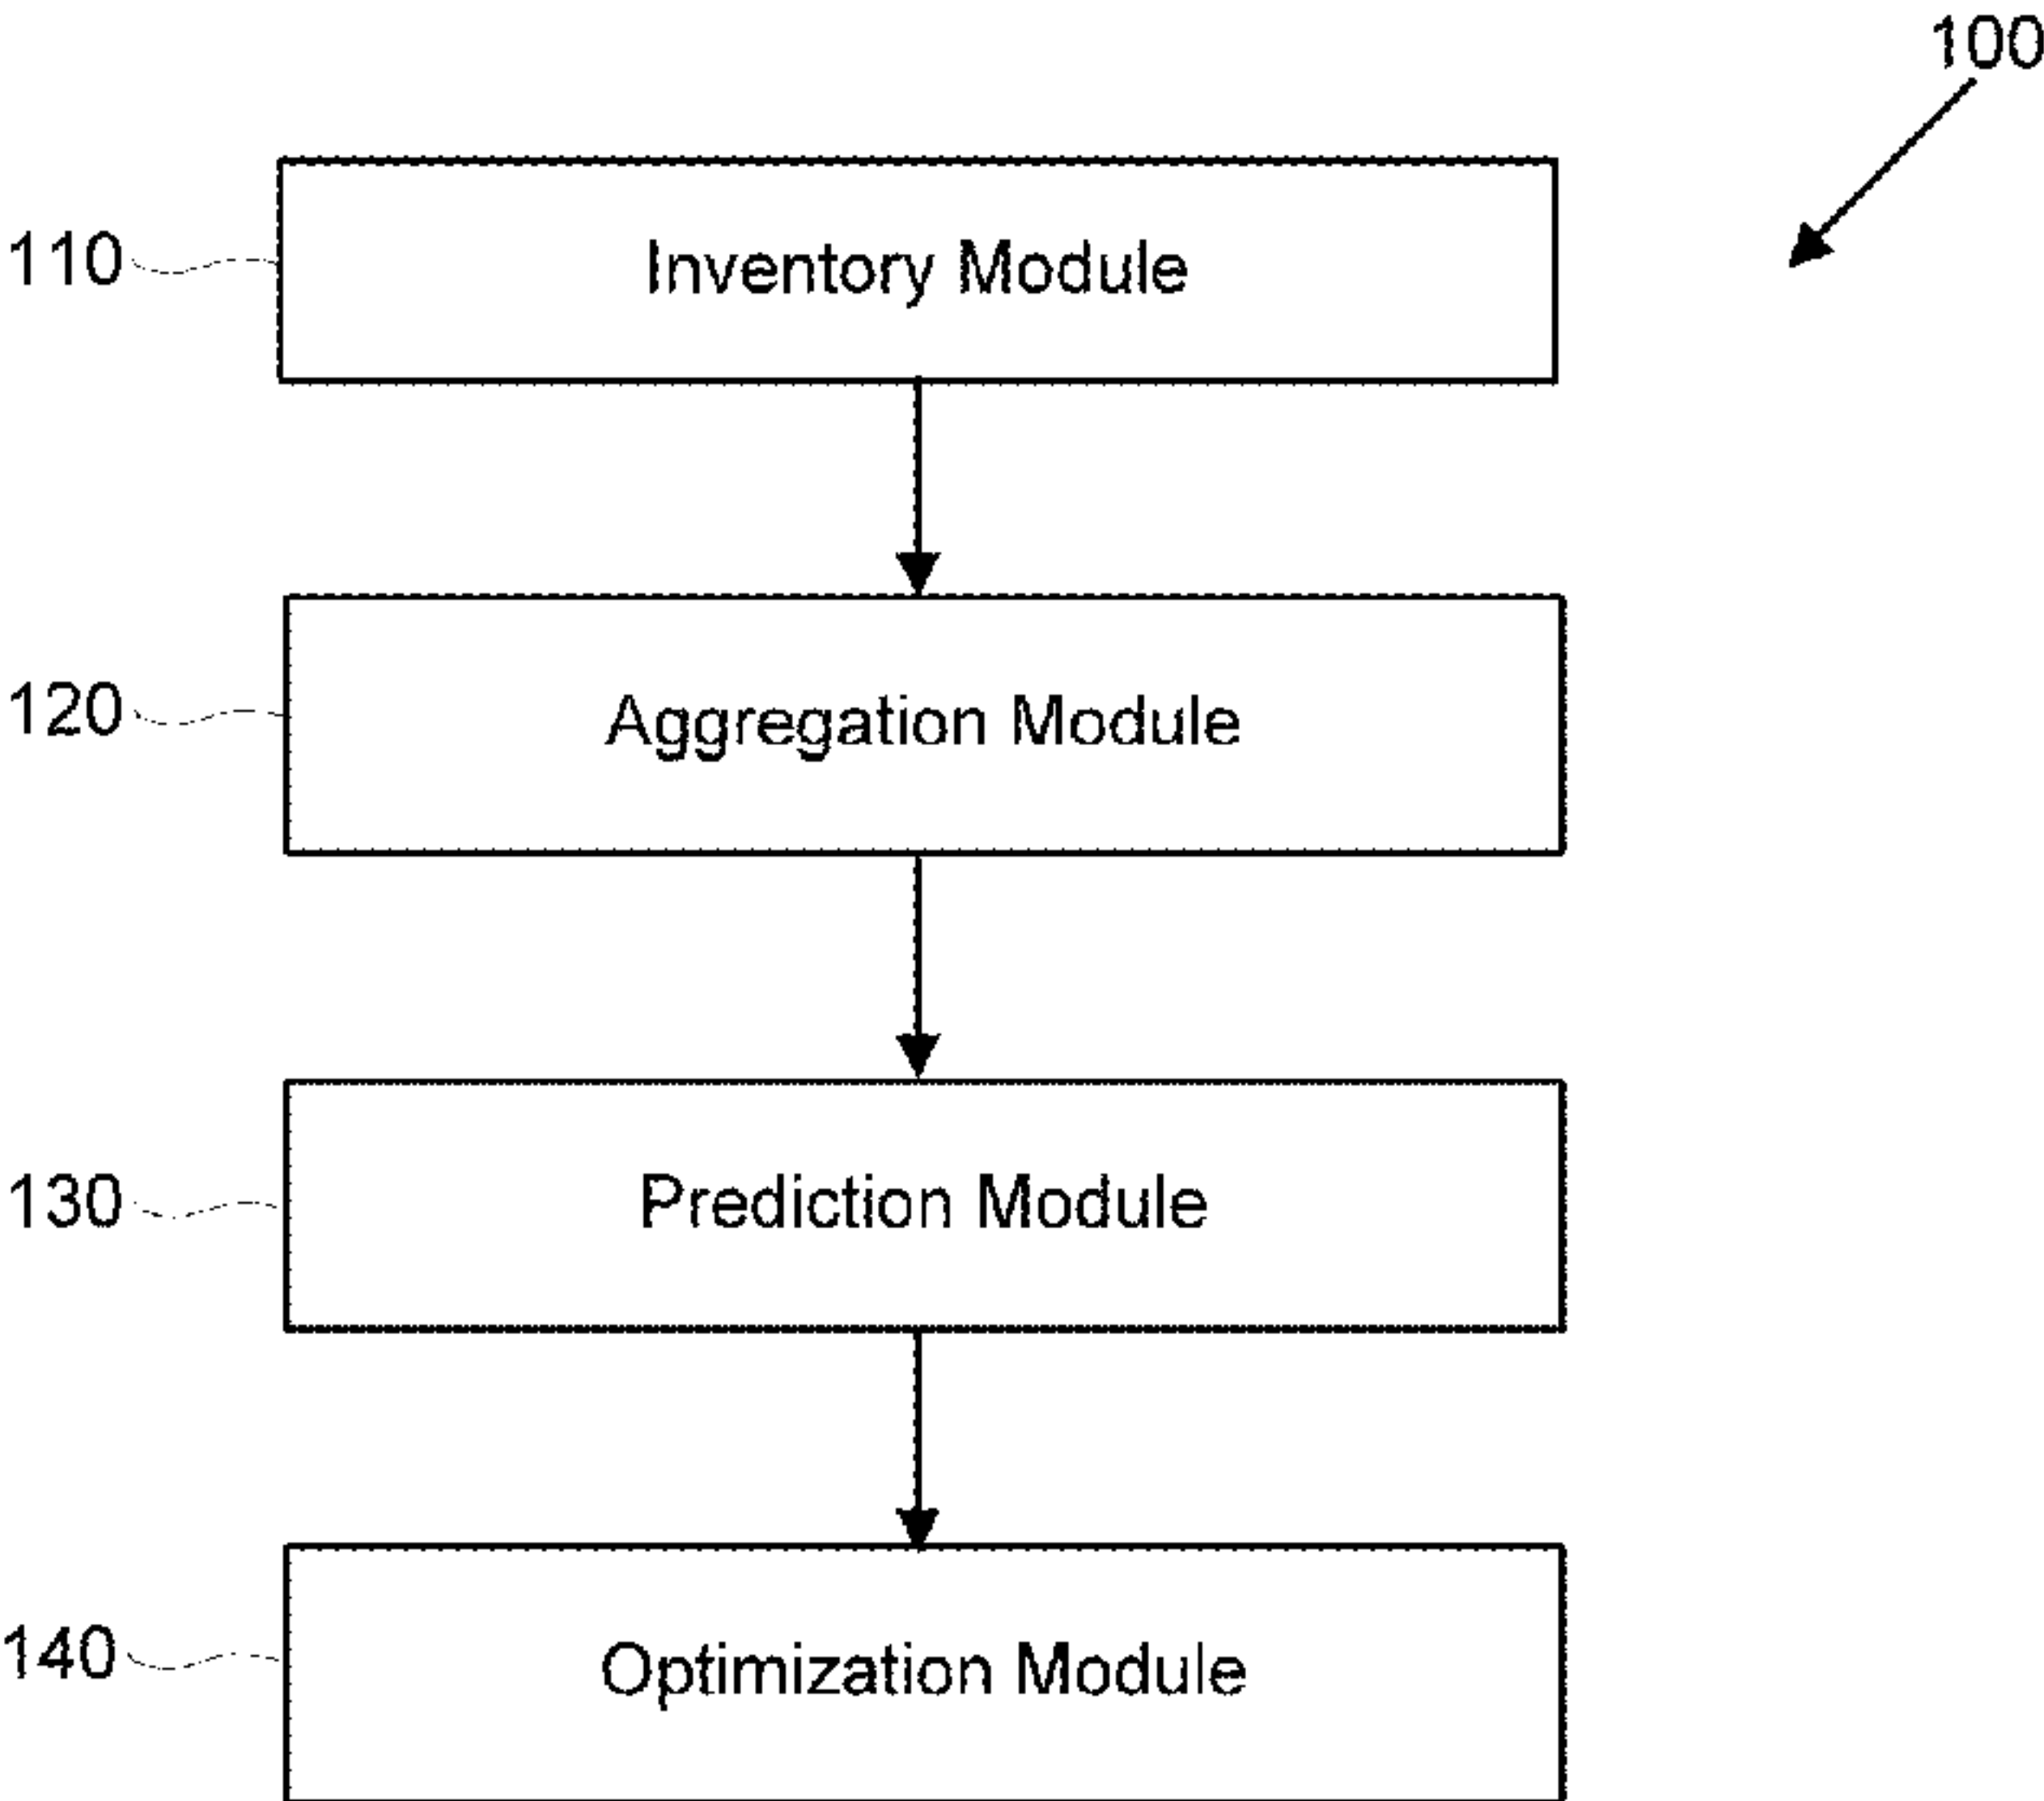 100
110 Inventory Module
120 Aggregation Module
130 Prediction Module
140 Optimization Module